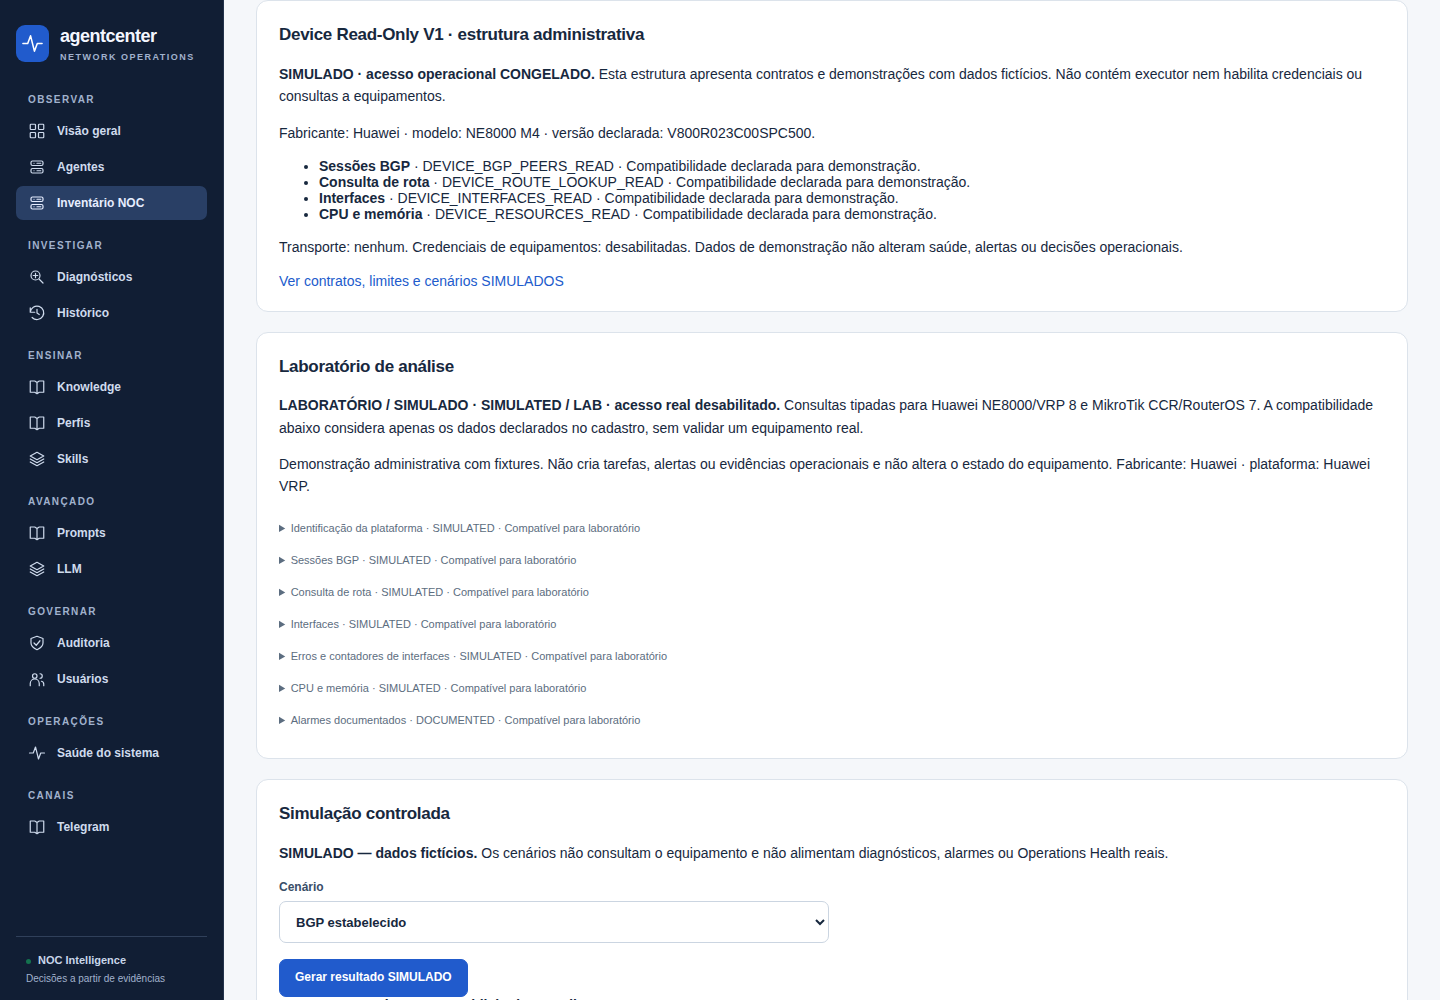 agentcenter
NETWORK OPERATIONS
OBSERVAR
Visão geral
Agentes
Inventário NOC
INVESTIGAR
Diagnósticos
Histórico
ENSINAR
Knowledge
Perfis
Skills
AVANÇADO
Prompts
LLM
GOVERNAR
Auditoria
Usuários
OPERAÇÕES
Saúde do sistema
CANAIS
Telegram
NOC Intelligence
Decisões a partir de evidências
Device Read-Only V1 · estrutura administrativa
SIMULADO · acesso operacional CONGELADO. Esta estrutura apresenta contratos e demonstrações com dados fictícios. Não contém executor nem habilita credenciais ou
consultas a equipamentos.
Fabricante: Huawei · modelo: NE8000 M4 · versão declarada: V800R023C00SPC500.
• Sessões BGP · DEVICE_BGP_PEERS_READ · Compatibilidade declarada para demonstração.
• Consulta de rota · DEVICE_ROUTE_LOOKUP_READ · Compatibilidade declarada para demonstração.
• Interfaces · DEVICE_INTERFACES_READ · Compatibilidade declarada para demonstração.
• CPU e memória · DEVICE_RESOURCES_READ · Compatibilidade declarada para demonstração.
Transporte: nenhum. Credenciais de equipamentos: desabilitadas. Dados de demonstração não alteram saúde, alertas ou decisões operacionais.
Ver contratos, limites e cenários SIMULADOS
Laboratório de análise
LABORATÓRIO / SIMULADO · SIMULATED / LAB · acesso real desabilitado. Consultas tipadas para Huawei NE8000/VRP 8 e MikroTik CCR/RouterOS 7. A compatibilidade
abaixo considera apenas os dados declarados no cadastro, sem validar um equipamento real.
Demonstração administrativa com fixtures. Não cria tarefas, alertas ou evidências operacionais e não altera o estado do equipamento. Fabricante: Huawei · plataforma: Huawei
VRP.
▶ Identificação da plataforma · SIMULATED · Compatível para laboratório
▶ Sessões BGP · SIMULATED · Compatível para laboratório
▶ Consulta de rota · SIMULATED · Compatível para laboratório
▶ Interfaces · SIMULATED · Compatível para laboratório
▶ Erros e contadores de interfaces · SIMULATED · Compatível para laboratório
▶ CPU e memória · SIMULATED · Compatível para laboratório
▶ Alarmes documentados · DOCUMENTED · Compatível para laboratório
Simulação controlada
SIMULADO — dados fictícios. Os cenários não consultam o equipamento e não alimentam diagnósticos, alarmes ou Operations Health reais.
Cenário
BGP estabelecido
Gerar resultado SIMULADO